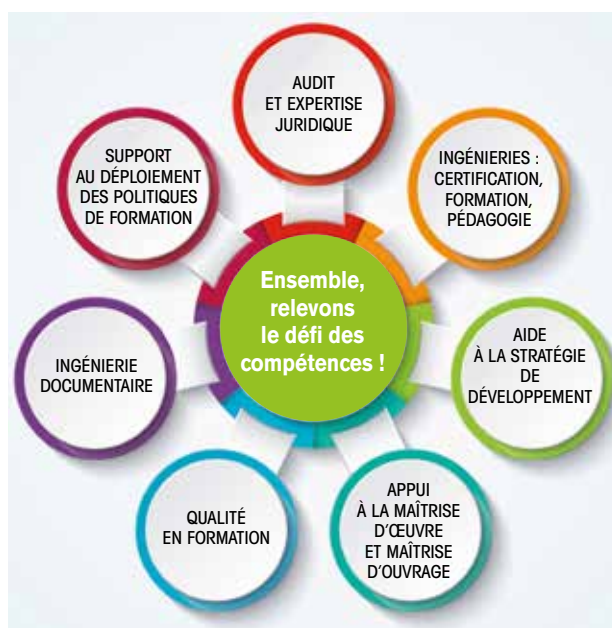 AUDIT
ET EXPERTISE
JURIDIQUE
INGÉNIERIES :
CERTIFICATION,
FORMATION,
PÉDAGOGIE
AIDE
À LA STRATÉGIE
DE
DÉVELOPPEMENT
APPUI
À LA MAÎTRISE
D'ŒUVRE
ET MAÎTRISE
D'OUVRAGE
QUALITÉ
EN FORMATION
INGÉNIERIE
DOCUMENTAIRE
SUPPORT
AU DÉPLOIEMENT
DES POLITIQUES
DE FORMATION
Ensemble,
relevons
le défi des
compétences !